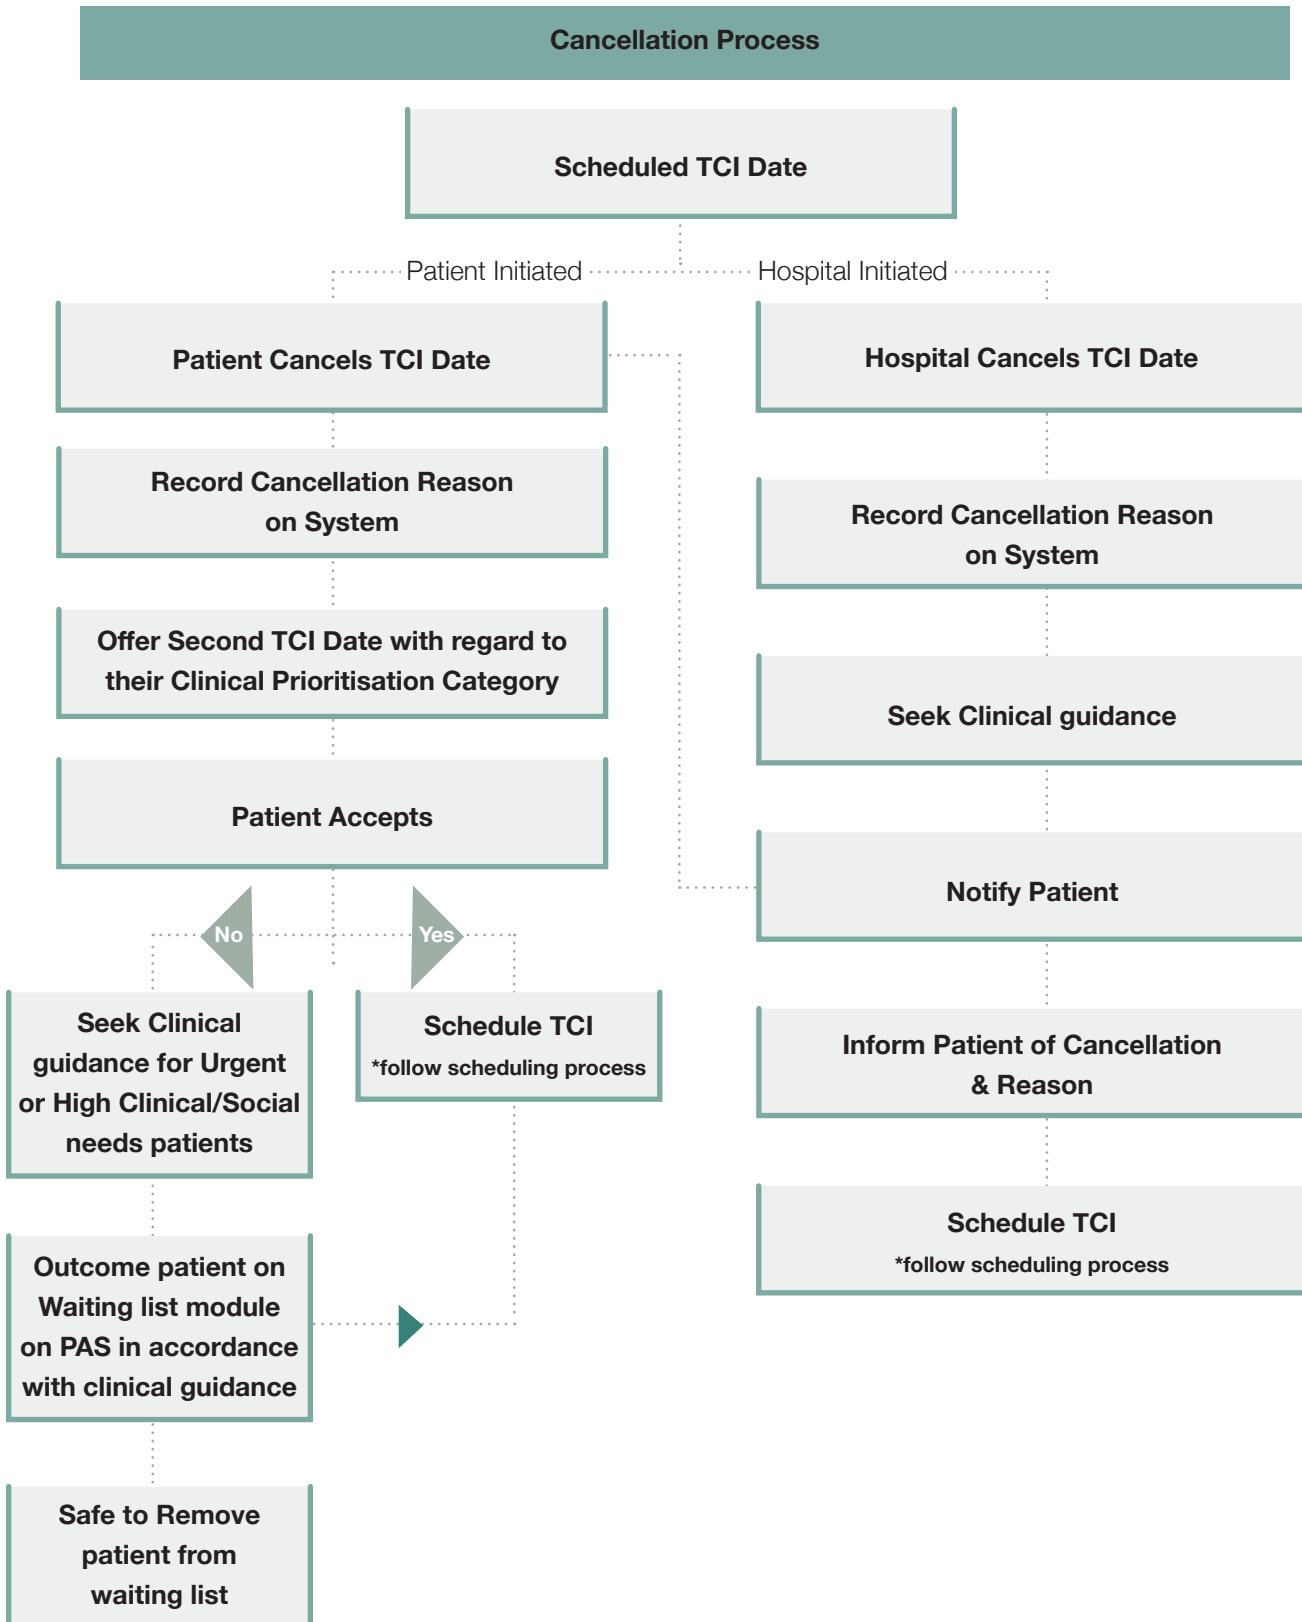 Cancellation Process
Scheduled TCI Date
Patient Initiated
Hospital Initiated
Patient Cancels TCI Date
Record Cancellation Reason
on System
Offer Second TCI Date with regard to
their Clinical Prioritisation Category
Patient Accepts
No
Yes
Seek Clinical
guidance for Urgent
or High Clinical/Social
needs patients
Schedule TCI
*follow scheduling process
Outcome patient on
Waiting list module
on PAS in accordance
with clinical guidance
Safe to Remove
patient from
waiting list
Hospital Cancels TCI Date
Record Cancellation Reason
on System
Seek Clinical guidance
Notify Patient
Inform Patient of Cancellation
& Reason
Schedule TCI
*follow scheduling process